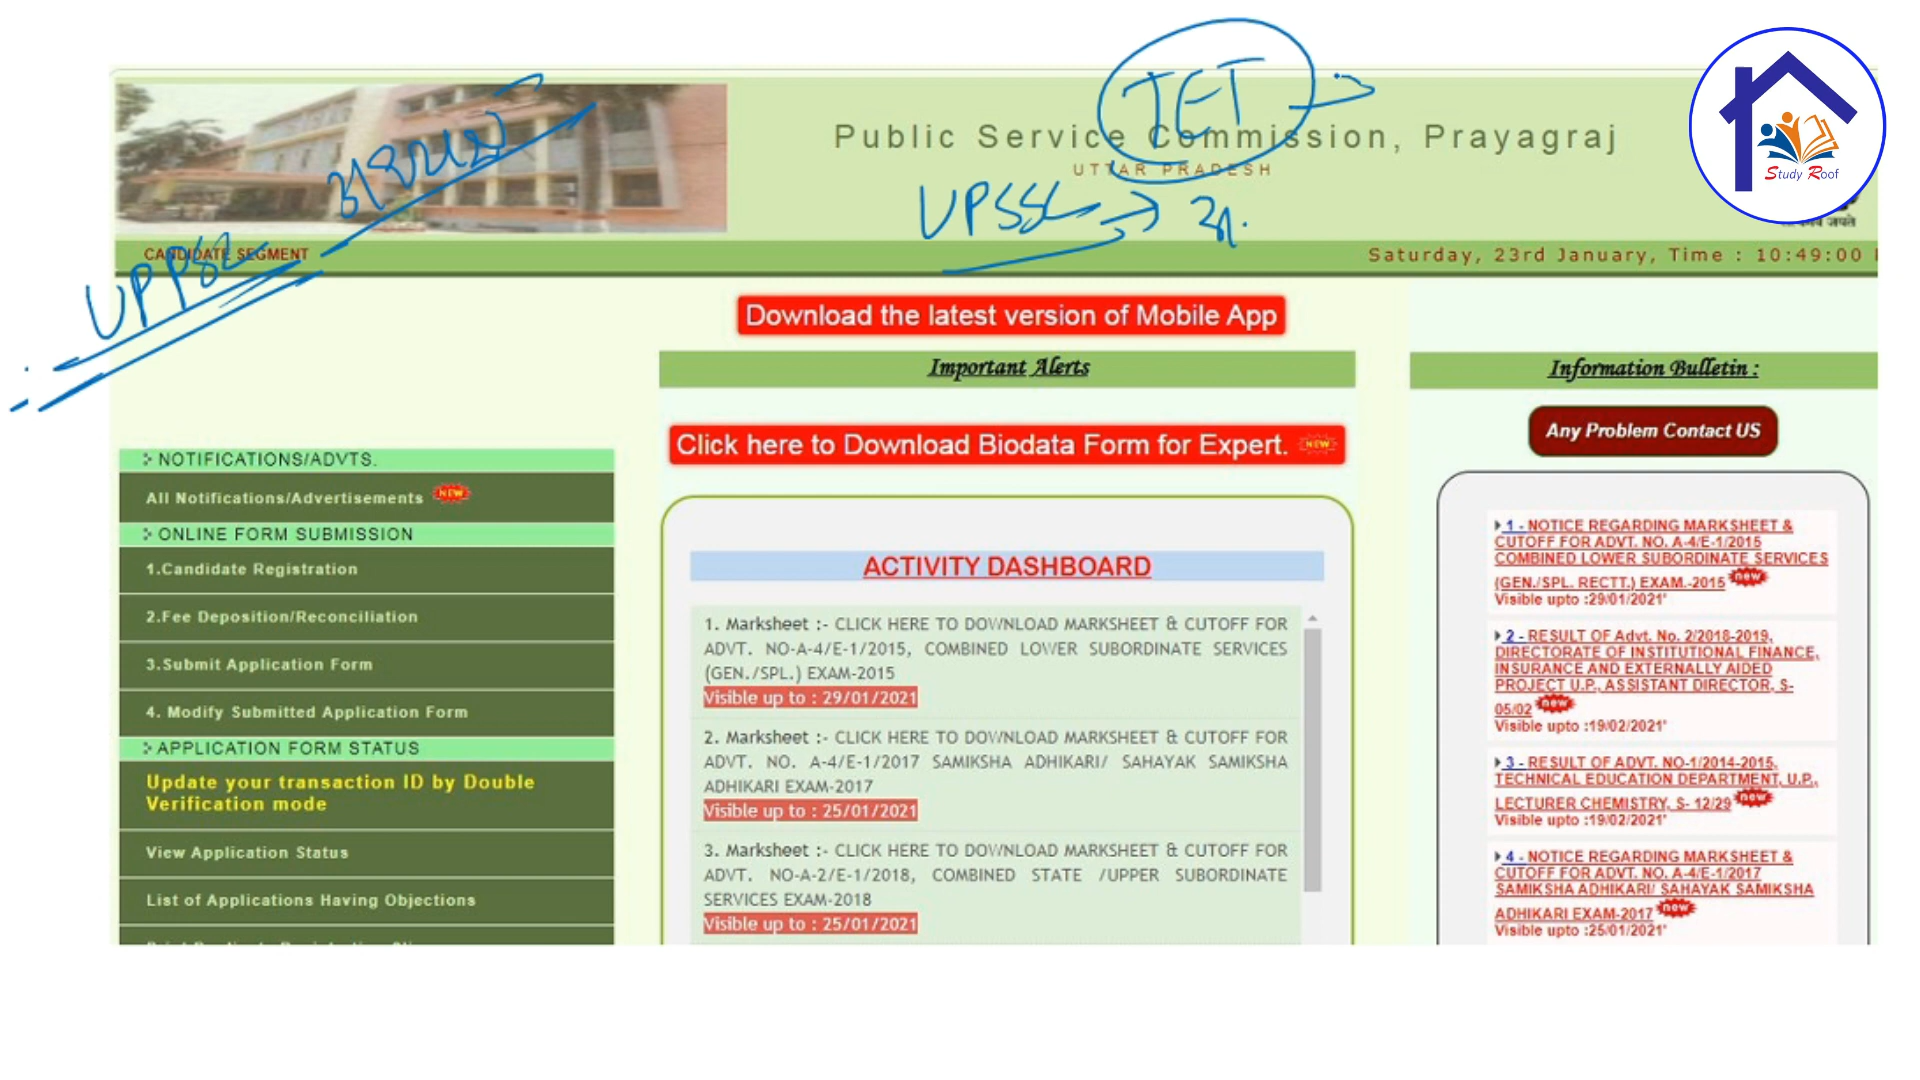 TET
Public Service Commission, Prayagraj
UTTAR PRADESH
UPSSC
UPPSC
Study Roof
CANDIDATE SEGMENT
Saturday, 23rd January, Time : 10:49:00
Download the latest version of Mobile App
Important Alerts
Information Bulletin :
Any Problem Contact US
Click here to Download Biodata Form for Expert. NEW
NOTIFICATIONS/ADVTS.
All Notifications/Advertisements NEW
ONLINE FORM SUBMISSION
1.Candidate Registration
2.Fee Deposition/Reconciliation
3.Submit Application Form
4. Modify Submitted Application Form
APPLICATION FORM STATUS
Update your transaction ID by Double
Verification mode
View Application Status
List of Applications Having Objections
ACTIVITY DASHBOARD
1. Marksheet :- CLICK HERE TO DOWNLOAD MARKSHEET & CUTOFF FOR
ADVT. NO-A-4/E-1/2015, COMBINED LOWER SUBORDINATE SERVICES
(GEN./SPL.) EXAM-2015
Visible up to : 29/01/2021
2. Marksheet :- CLICK HERE TO DOWNLOAD MARKSHEET & CUTOFF FOR
ADVT. NO. A-4/E-1/2017 SAMIKSHA ADHIKARI/ SAHAYAK SAMIKSHA
ADHIKARI EXAM-2017
Visible up to : 25/01/2021
3. Marksheet :- CLICK HERE TO DOWNLOAD MARKSHEET & CUTOFF FOR
ADVT. NO-A-2/E-1/2018, COMBINED STATE /UPPER SUBORDINATE
SERVICES EXAM-2018
Visible up to : 25/01/2021
1 - NOTICE REGARDING MARKSHEET &
CUTOFF FOR ADVT. NO. A-4/E-1/2015
COMBINED LOWER SUBORDINATE SERVICES
(GEN./SPL. RECTT.) EXAM.-2015 new
Visible upto :29/01/2021'
2 - RESULT OF Advt. No. 2/2018-2019,
DIRECTORATE OF INSTITUTIONAL FINANCE,
INSURANCE AND EXTERNALLY AIDED
PROJECT U.P., ASSISTANT DIRECTOR, S-
05/02 new
Visible upto :19/02/2021'
3 - RESULT OF ADVT. NO-1/2014-2015,
TECHNICAL EDUCATION DEPARTMENT, U.P.,
LECTURER CHEMISTRY, S- 12/29 new
Visible upto :19/02/2021'
4 - NOTICE REGARDING MARKSHEET &
CUTOFF FOR ADVT. NO. A-4/E-1/2017
SAMIKSHA ADHIKARI/ SAHAYAK SAMIKSHA
ADHIKARI EXAM-2017 new
Visible upto :25/01/2021'